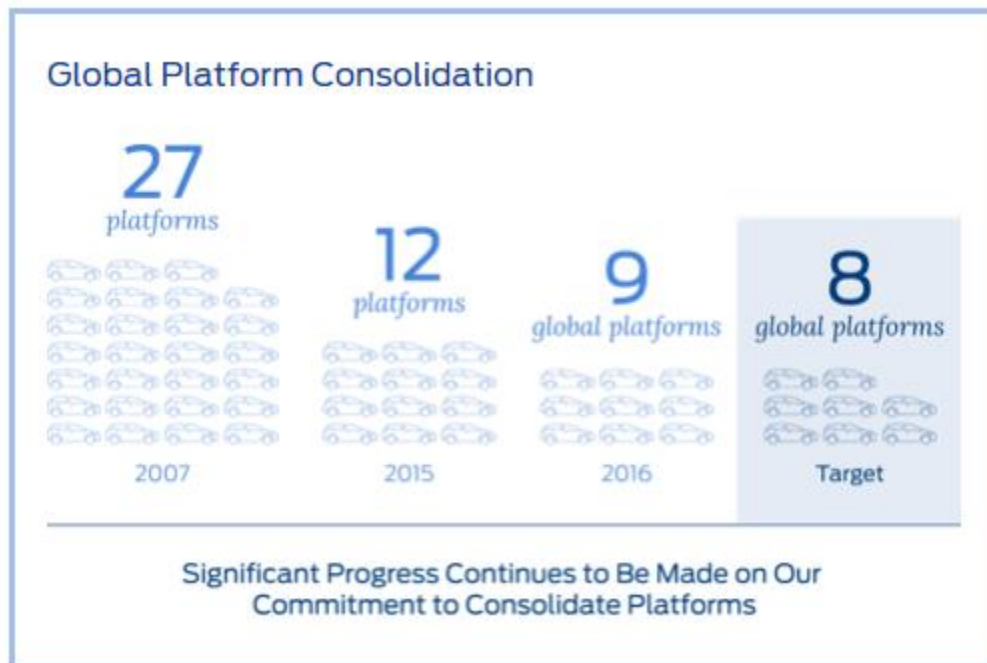 Global Platform Consolidation
27
platforms
2007
12
platforms
2015
9
global platforms
2016
8
global platforms
Target
Significant Progress Continues to Be Made on Our
Commitment to Consolidate Platforms